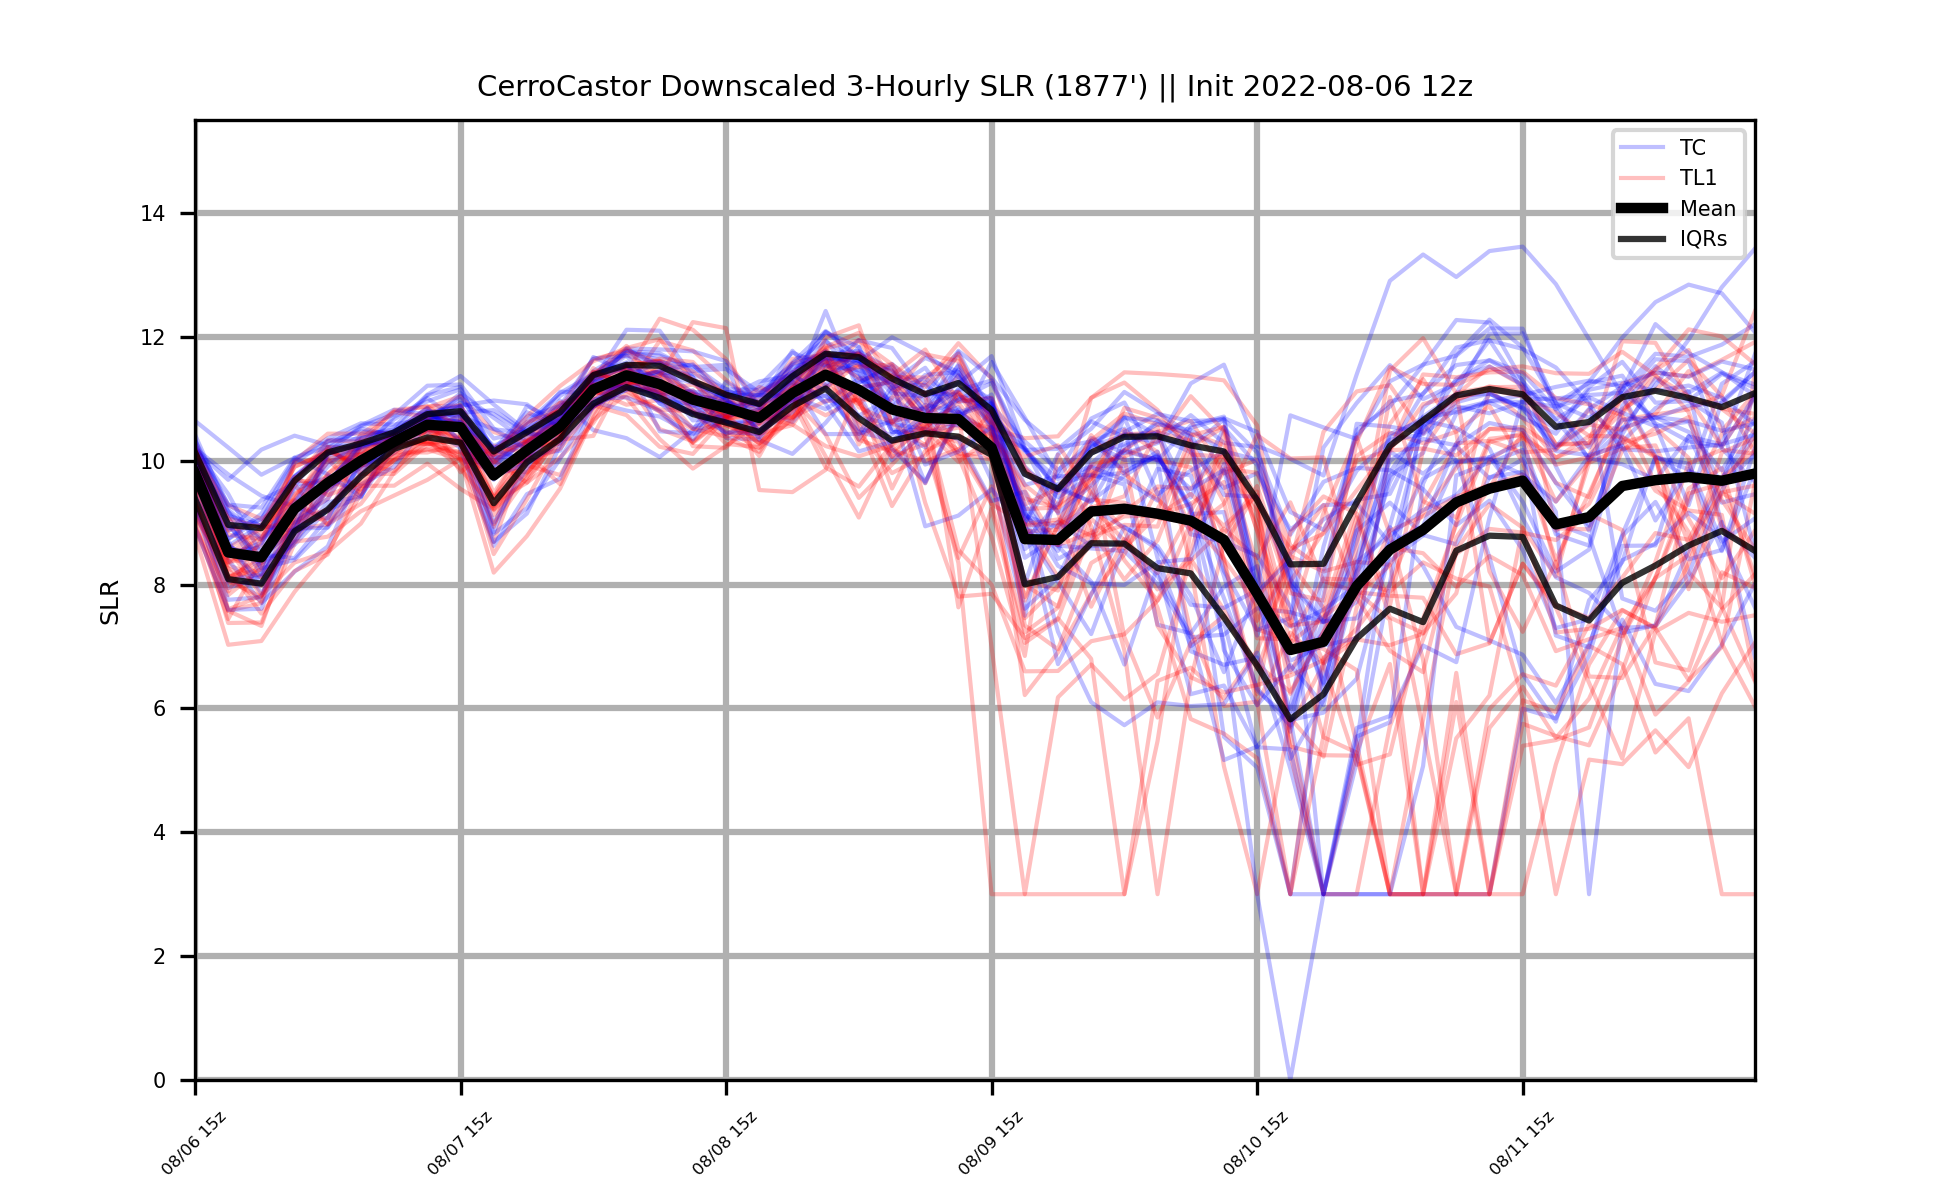 CerroCastor Downscaled 3-Hourly SLR (1877') || Init 2022-08-06 12z
TC
TL1
Mean
IQRs
SLR
14
12
10
8
6
4
2
0
08/06 15z
08/07 15z
08/08 15z
08/09 15z
08/10 15z
08/11 15z